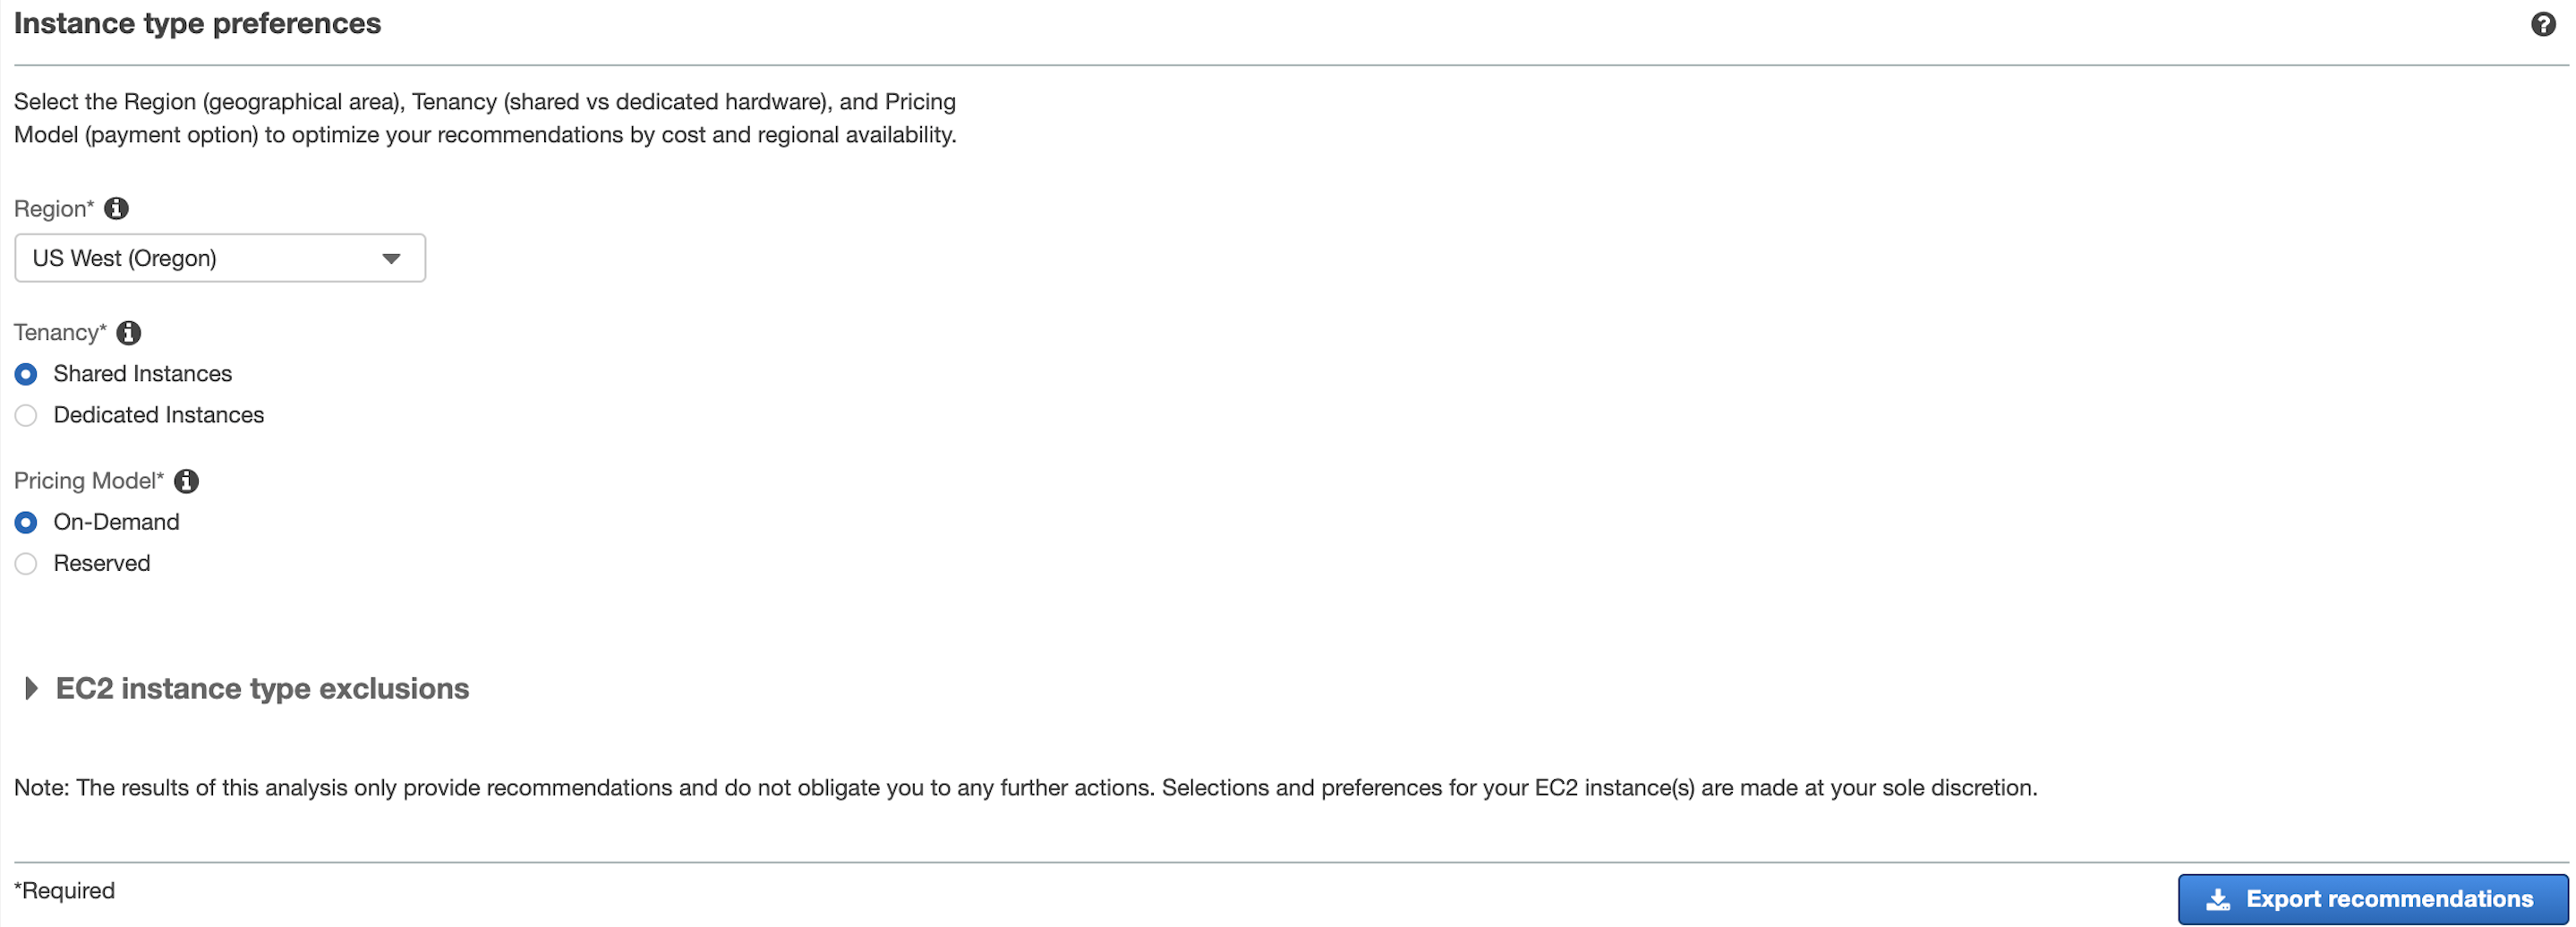 Instance type preferences
Select the Region (geographical area), Tenancy (shared vs dedicated hardware), and Pricing
Model (payment option) to optimize your recommendations by cost and regional availability.
Region*
US West (Oregon)
Tenancy*
Shared Instances
Dedicated Instances
Pricing Model*
On-Demand
Reserved
EC2 instance type exclusions
Note: The results of this analysis only provide recommendations and do not obligate you to any further actions. Selections and preferences for your EC2 instance(s) are made at your sole discretion.
*Required
Export recommendations